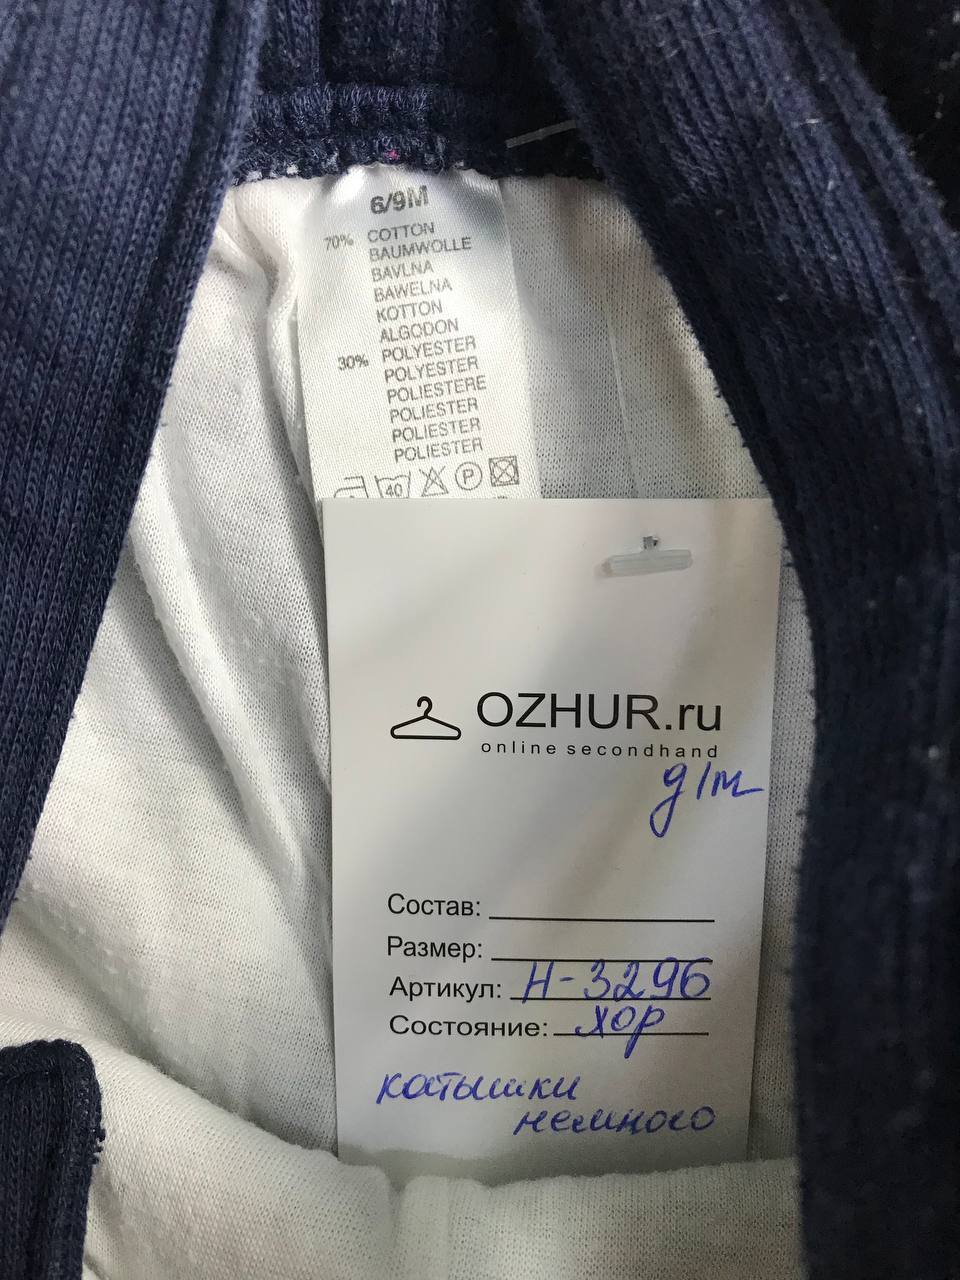 6/9M
70% COTTON
BAUMWOLLE
BAVLNA
BAWELNA
KOTTON
ALGODON
30% POLYESTER
POLYESTER
POLIESTERE
POLIESTER
POLIESTER
POLIESTER
40 P
OZHUR.ru
online secondhand
д/м
Состав:
Размер:
Артикул: Н-3296
Состояние: хор
катышки
немного